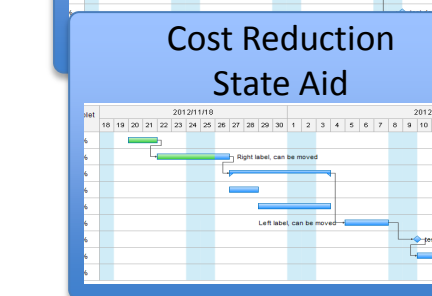 Cost Reduction
State Aid
plet 2012/11/18 2012
18 19 20 21 22 23 24 25 26 27 28 29 30 1 2 3 4 5 6 7 8 9 10
%
%
Right label, can be moved
%
%
%
Left label, can be moved
%
%
%